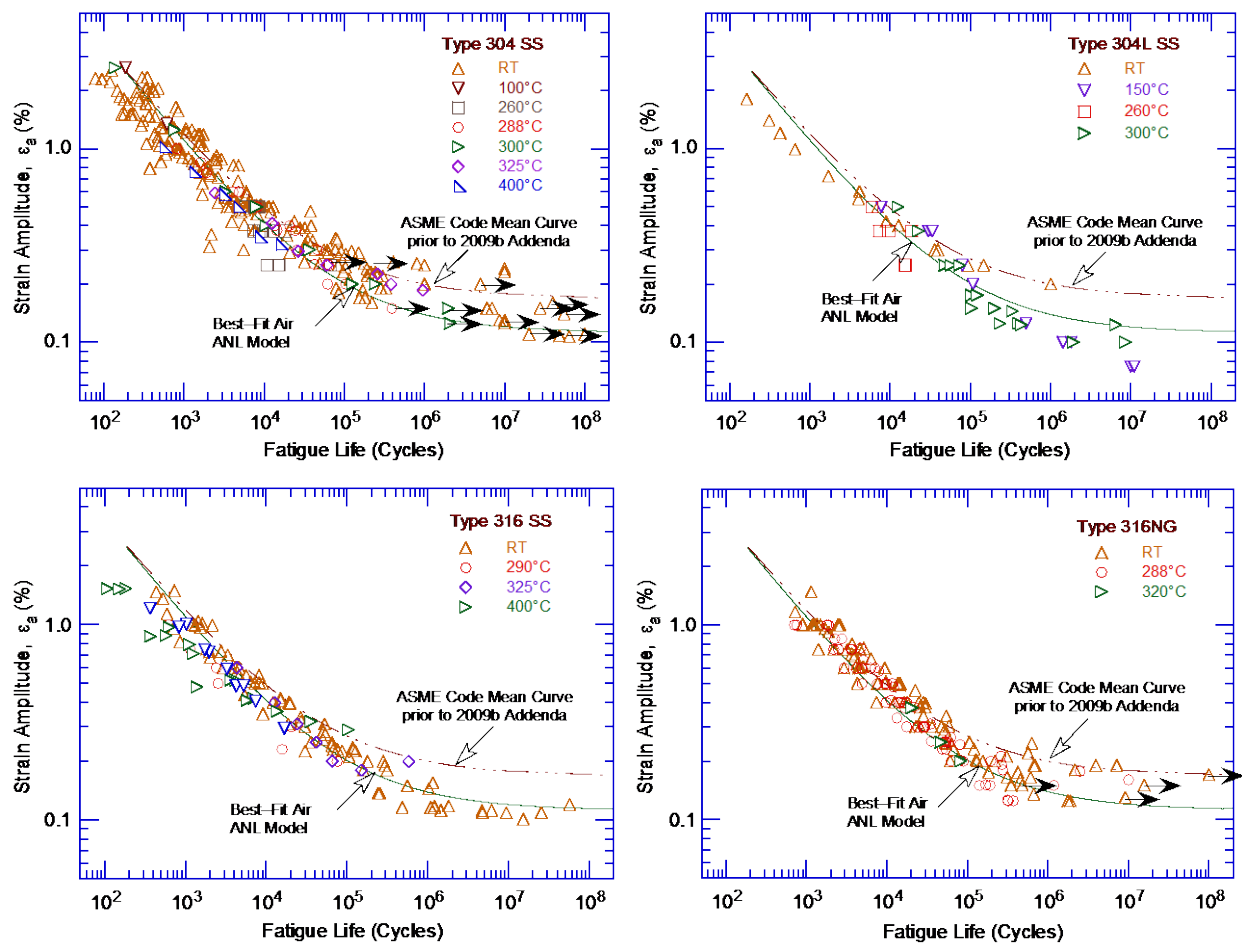 Type 304 SS
RT
100°C
260°C
288°C
300°C
325°C
400°C
ASME Code Mean Curve
prior to 2009b Addenda
Best–Fit Air
ANL Model
1.0
0.1
Strain Amplitude, εa (%)
10² 10³ 10⁴ 10⁵ 10⁶ 10⁷ 10⁸
Fatigue Life (Cycles)
Type 304L SS
RT
150°C
260°C
300°C
ASME Code Mean Curve
prior to 2009b Addenda
Best–Fit Air
ANL Model
1.0
0.1
Strain Amplitude, εa (%)
10² 10³ 10⁴ 10⁵ 10⁶ 10⁷ 10⁸
Fatigue Life (Cycles)
Type 316 SS
RT
290°C
325°C
400°C
ASME Code Mean Curve
prior to 2009b Addenda
Best–Fit Air
ANL Model
1.0
0.1
Strain Amplitude, εa (%)
10² 10³ 10⁴ 10⁵ 10⁶ 10⁷ 10⁸
Fatigue Life (Cycles)
Type 316NG
RT
288°C
320°C
ASME Code Mean Curve
prior to 2009b Addenda
Best–Fit Air
ANL Model
1.0
0.1
Strain Amplitude, εa (%)
10² 10³ 10⁴ 10⁵ 10⁶ 10⁷ 10⁸
Fatigue Life (Cycles)